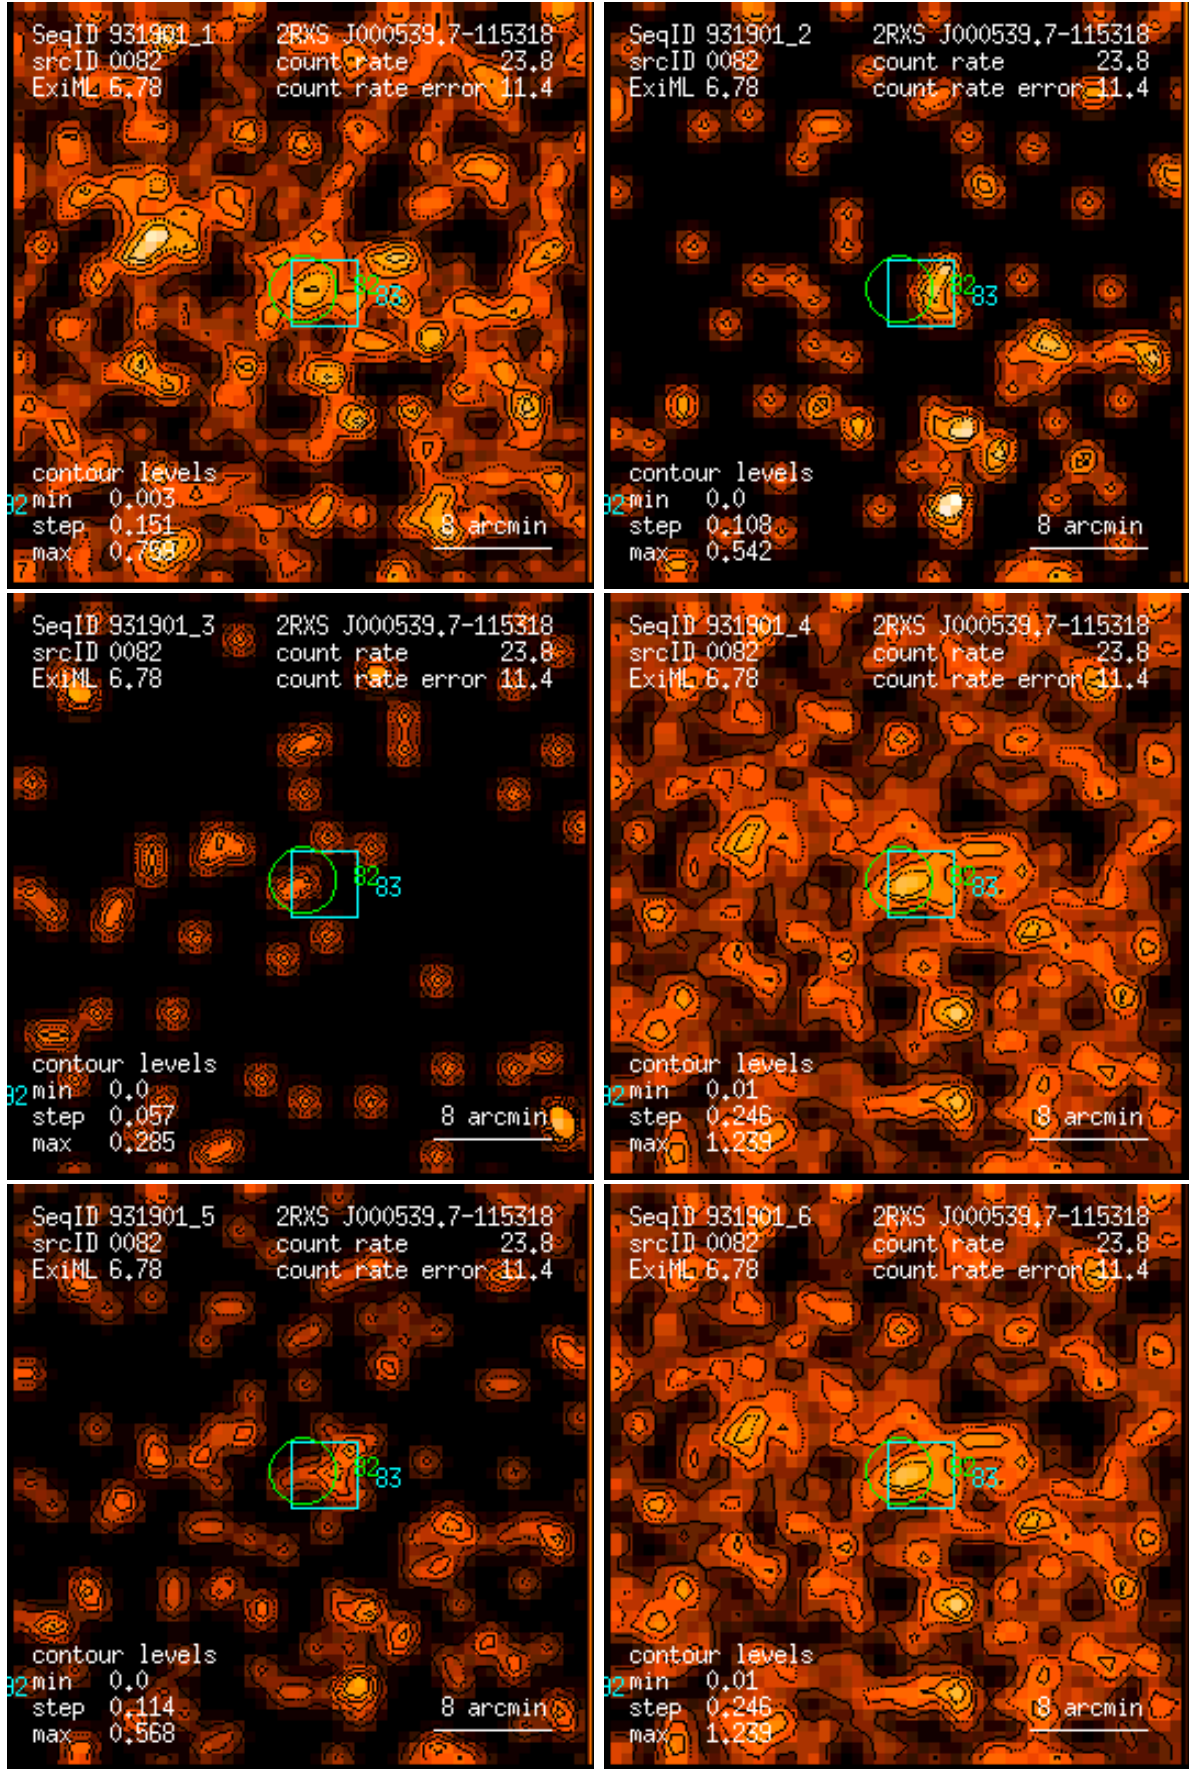 SeqID 931901_1 2RXS J000539.7-115318
srcID 0082 count rate 23.8
ExiML 6.78 count rate error 11.4
82
83
contour levels
92 min 0.003
step 0.151
max 0.759
8 arcmin
SeqID 931901_2 2RXS J000539.7-115318
srcID 0082 count rate 23.8
ExiML 6.78 count rate error 11.4
82
83
contour levels
92 min 0.0
step 0.108
max 0.542
8 arcmin
SeqID 931901_3 2RXS J000539.7-115318
srcID 0082 count rate 23.8
ExiML 6.78 count rate error 11.4
82
83
contour levels
92 min 0.0
step 0.057
max 0.285
8 arcmin
SeqID 931901_4 2RXS J000539.7-115318
srcID 0082 count rate 23.8
ExiML 6.78 count rate error 11.4
82
83
contour levels
92 min 0.01
step 0.246
max 1.239
8 arcmin
SeqID 931901_5 2RXS J000539.7-115318
srcID 0082 count rate 23.8
ExiML 6.78 count rate error 11.4
82
83
contour levels
92 min 0.0
step 0.114
max 0.568
8 arcmin
SeqID 931901_6 2RXS J000539.7-115318
srcID 0082 count rate 23.8
ExiML 6.78 count rate error 11.4
82
83
contour levels
92 min 0.01
step 0.246
max 1.239
8 arcmin